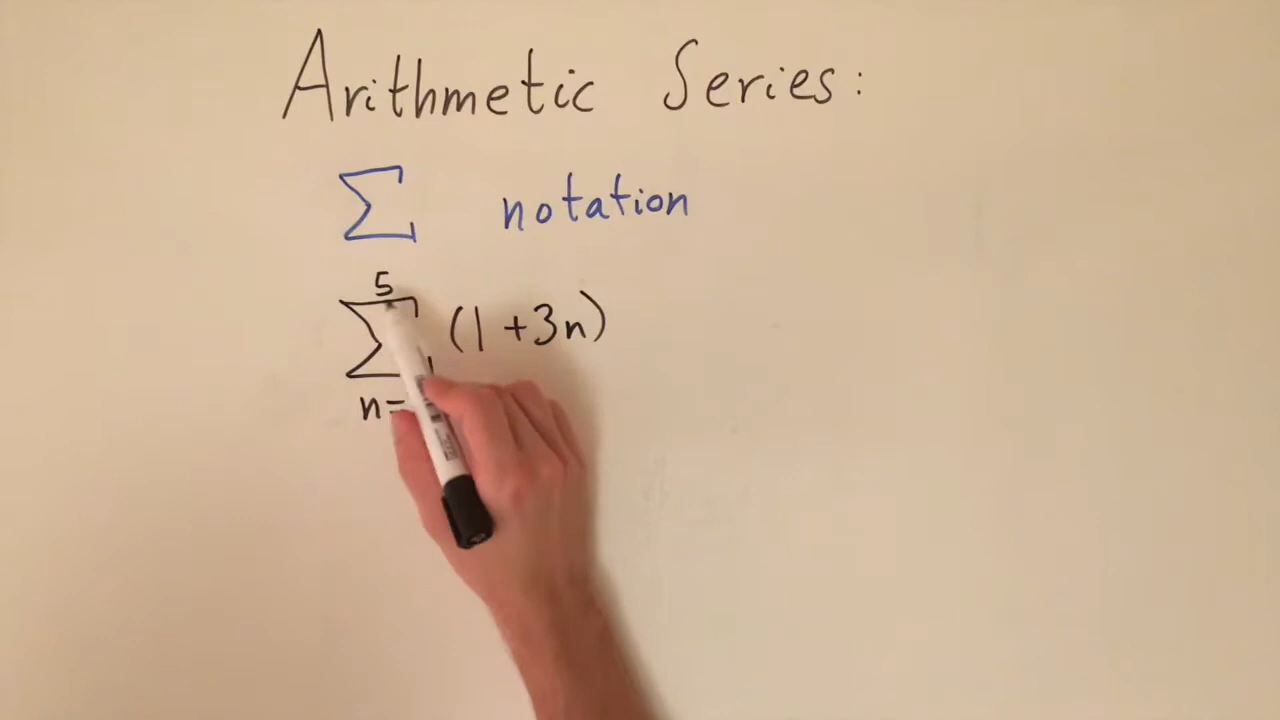 Arithmetic Series:
Σ notation
5
Σ (1+3n)
n=